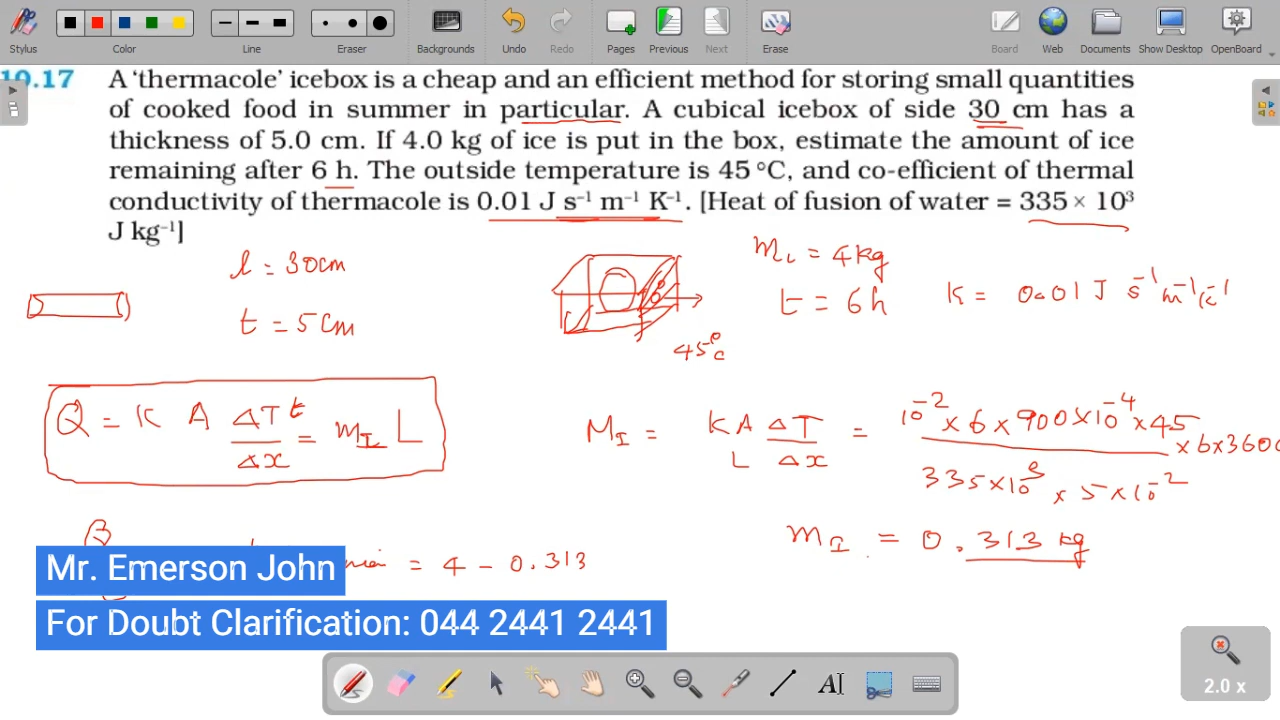 Stylus Color Line Eraser Backgrounds Undo Redo Pages Previous Next Erase Board Web Documents Show Desktop OpenBoard
10.17 A 'thermacole' icebox is a cheap and an efficient method for storing small quantities
of cooked food in summer in particular. A cubical icebox of side 30 cm has a
thickness of 5.0 cm. If 4.0 kg of ice is put in the box, estimate the amount of ice
remaining after 6 h. The outside temperature is 45 °C, and co-efficient of thermal
conductivity of thermacole is 0.01 J s⁻¹ m⁻¹ K⁻¹. [Heat of fusion of water = 335 × 10³
J kg⁻¹]
l = 30cm
t = 5cm
45°C
m_i = 4kg
t = 6h
K = 0.01 J s⁻¹ m⁻¹ K⁻¹
Q = K A ΔT t = m_I L
Δx
M_I = K A ΔT = 10⁻² × 6 × 900 × 10⁻⁴ × 45 × 6 × 3600
L Δx 335 × 10³ × 5 × 10⁻²
m_I = 0.313 kg
= 4 - 0.313
Mr. Emerson John
For Doubt Clarification: 044 2441 2441
2.0 x